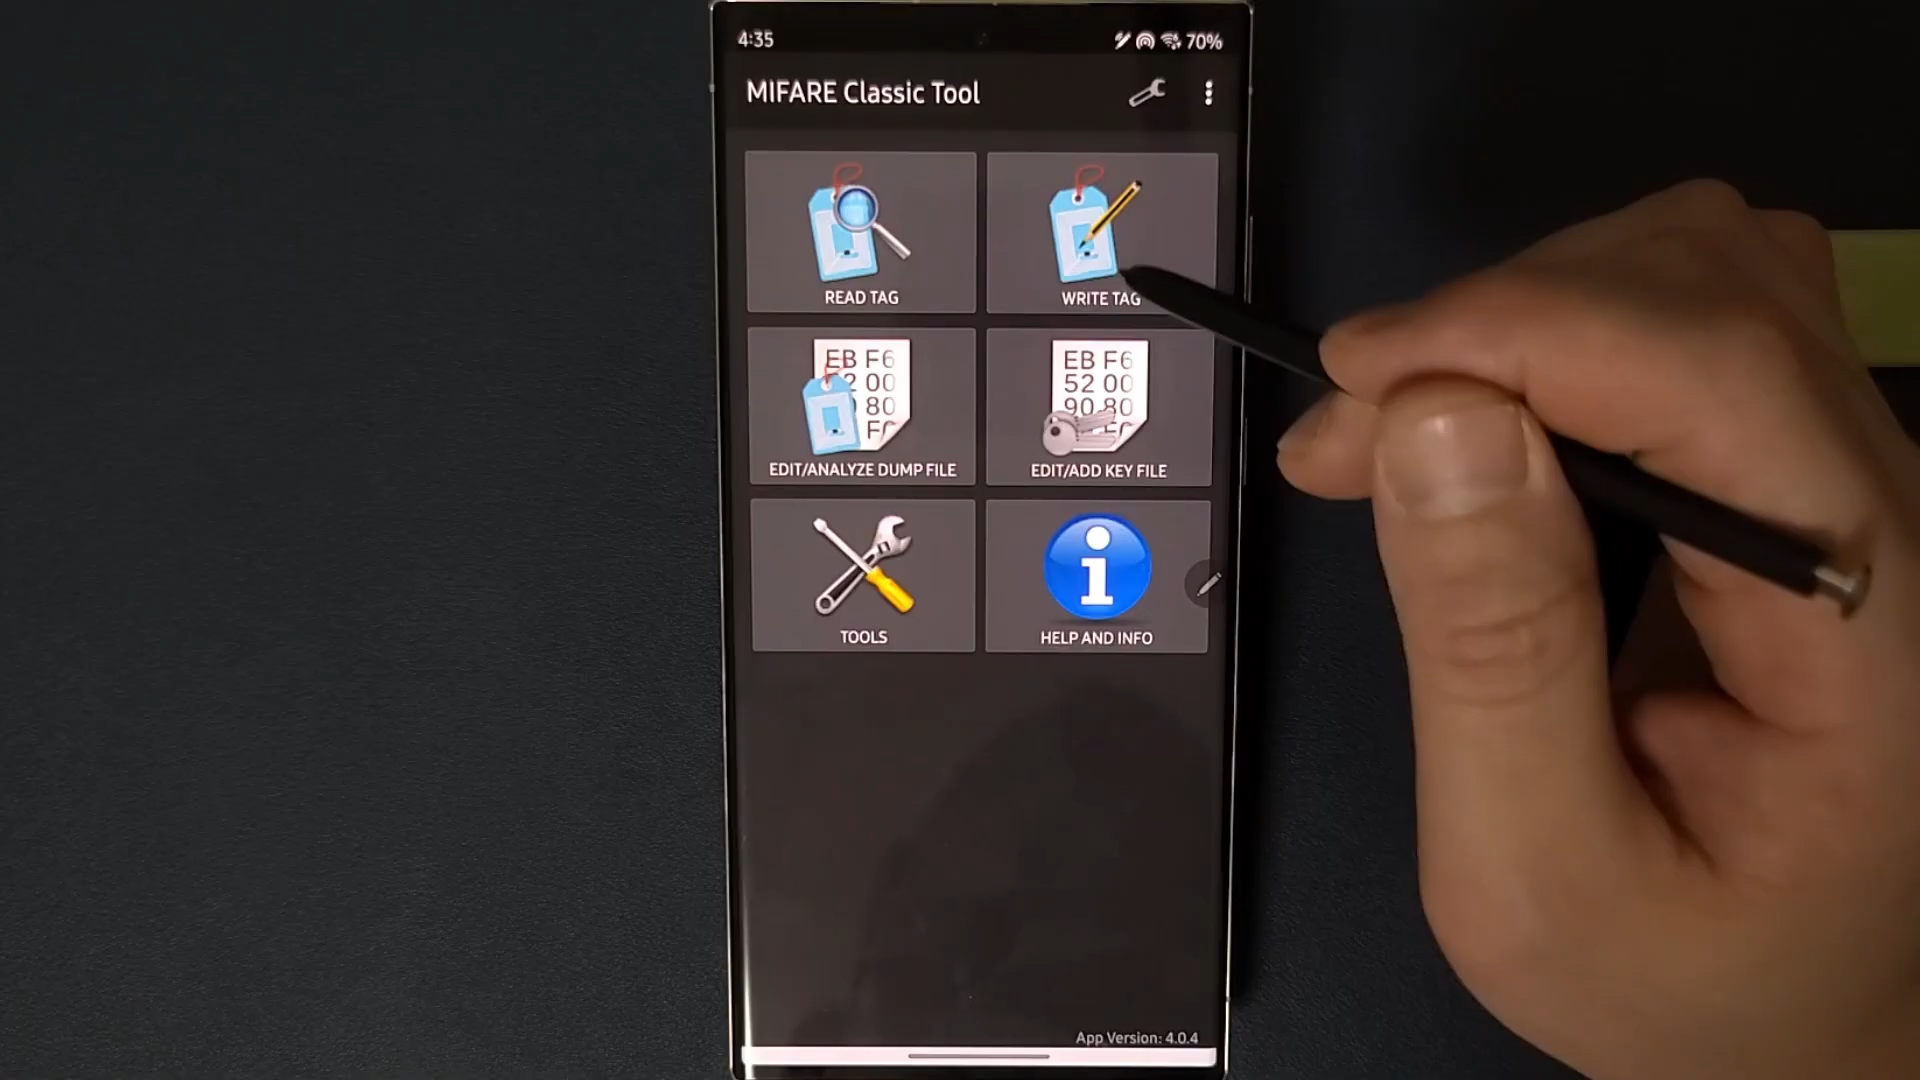 4:35
70%
MIFARE Classic Tool
READ TAG
WRITE TAG
EB F6
2 00
80
EB F6
52 00
90 80
EDIT/ANALYZE DUMP FILE
EDIT/ADD KEY FILE
TOOLS
HELP AND INFO
App Version: 4.0.4